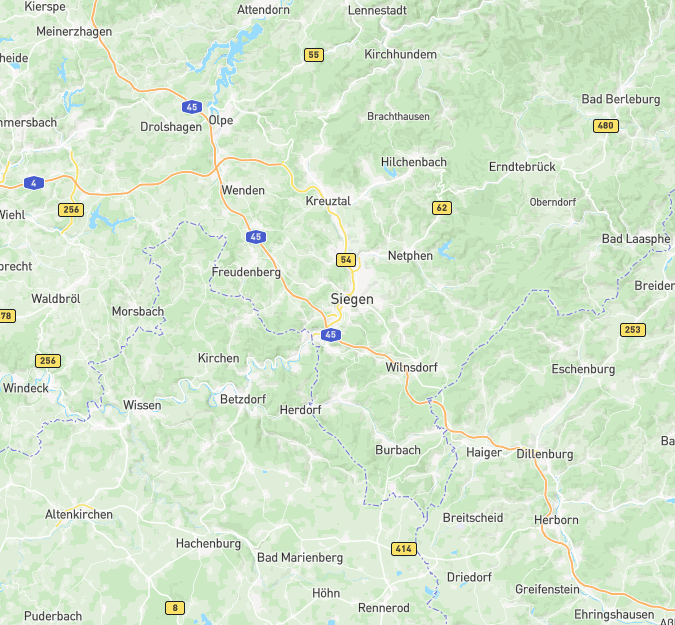 Kierspe
Attendorn
Lennestadt
Meinerzhagen
55
Kirchhundem
heide
Bad Berleburg
45
Brachthausen
mmersbach
Drolshagen
Olpe
480
Hilchenbach
Erndtebrück
4
Wenden
Kreuztal
Oberndorf
256
62
Wiehl
45
Bad Laasphe
54
Netphen
brecht
Freudenberg
Breiden
Waldbröl
Siegen
Morsbach
78
253
45
256
Kirchen
Wilnsdorf
Eschenburg
Windeck
Wissen
Betzdorf
Herdorf
Ba
Burbach
Haiger
Dillenburg
Altenkirchen
Breitscheid
Herborn
Hachenburg
414
Bad Marienberg
Driedorf
Höhn
Greifenstein
8
Rennerod
Puderbach
Ehringshausen